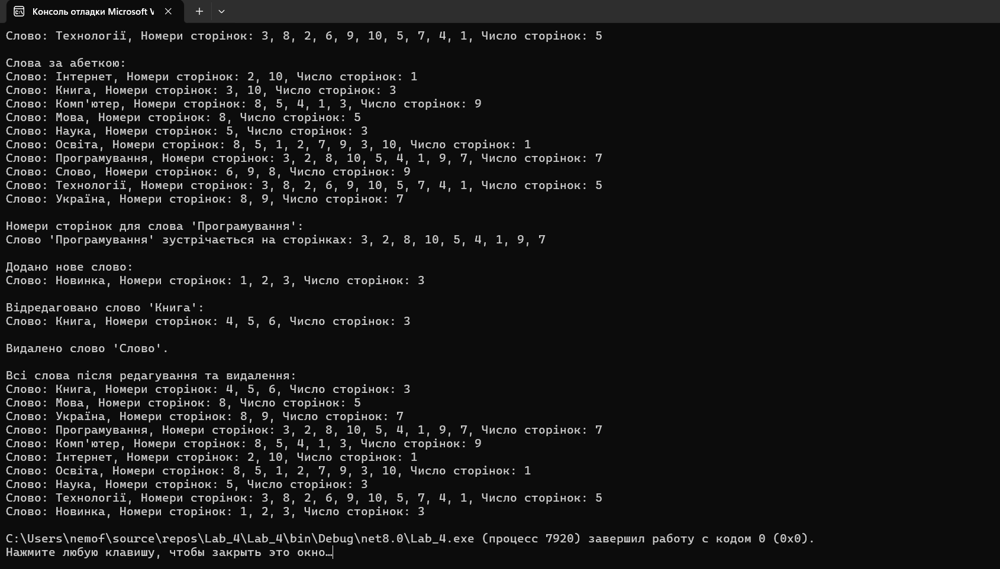 Консоль отладки Microsoft V
Слово: Технології, Номери сторінок: 3, 8, 2, 6, 9, 10, 5, 7, 4, 1, Число сторінок: 5
Слова за абеткою:
Слово: Інтернет, Номери сторінок: 2, 10, Число сторінок: 1
Слово: Книга, Номери сторінок: 3, 10, Число сторінок: 3
Слово: Комп'ютер, Номери сторінок: 8, 5, 4, 1, 3, Число сторінок: 9
Слово: Мова, Номери сторінок: 8, Число сторінок: 5
Слово: Наука, Номери сторінок: 5, Число сторінок: 3
Слово: Освіта, Номери сторінок: 8, 5, 1, 2, 7, 9, 3, 10, Число сторінок: 1
Слово: Програмування, Номери сторінок: 3, 2, 8, 10, 5, 4, 1, 9, 7, Число сторінок: 7
Слово: Слово, Номери сторінок: 6, 9, 8, Число сторінок: 9
Слово: Технології, Номери сторінок: 3, 8, 2, 6, 9, 10, 5, 7, 4, 1, Число сторінок: 5
Слово: Україна, Номери сторінок: 8, 9, Число сторінок: 7
Номери сторінок для слова 'Програмування':
Слово 'Програмування' зустрічається на сторінках: 3, 2, 8, 10, 5, 4, 1, 9, 7
Додано нове слово:
Слово: Новинка, Номери сторінок: 1, 2, 3, Число сторінок: 3
Відредаговано слово 'Книга':
Слово: Книга, Номери сторінок: 4, 5, 6, Число сторінок: 3
Видалено слово 'Слово'.
Всі слова після редагування та видалення:
Слово: Книга, Номери сторінок: 4, 5, 6, Число сторінок: 3
Слово: Мова, Номери сторінок: 8, Число сторінок: 5
Слово: Україна, Номери сторінок: 8, 9, Число сторінок: 7
Слово: Програмування, Номери сторінок: 3, 2, 8, 10, 5, 4, 1, 9, 7, Число сторінок: 7
Слово: Комп'ютер, Номери сторінок: 8, 5, 4, 1, 3, Число сторінок: 9
Слово: Інтернет, Номери сторінок: 2, 10, Число сторінок: 1
Слово: Освіта, Номери сторінок: 8, 5, 1, 2, 7, 9, 3, 10, Число сторінок: 1
Слово: Наука, Номери сторінок: 5, Число сторінок: 3
Слово: Технології, Номери сторінок: 3, 8, 2, 6, 9, 10, 5, 7, 4, 1, Число сторінок: 5
Слово: Новинка, Номери сторінок: 1, 2, 3, Число сторінок: 3
C:\Users\nemof\source\repos\Lab_4\Lab_4\bin\Debug\net8.0\Lab_4.exe (процесс 7920) завершил работу с кодом 0 (0x0).
Нажмите любую клавишу, чтобы закрыть это окно…